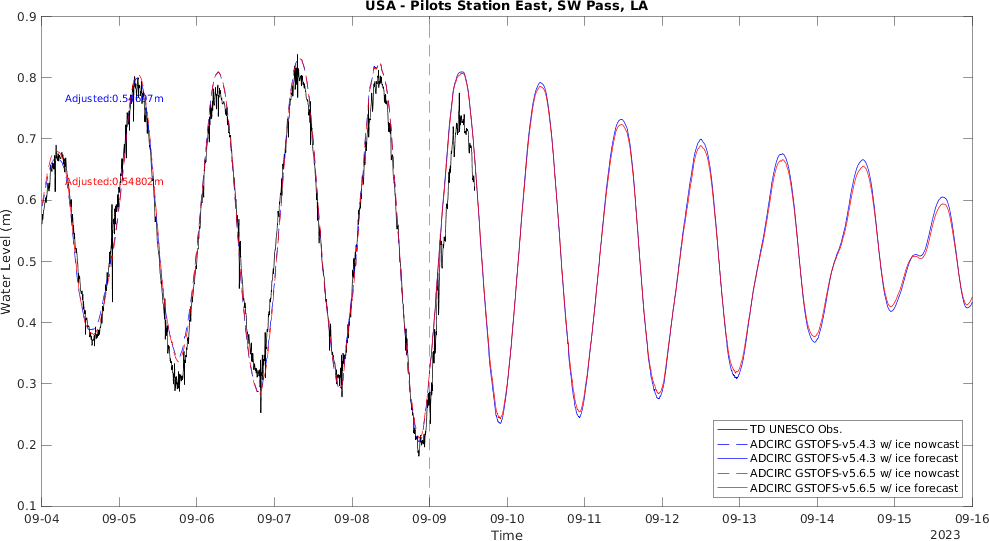 USA - Pilots Station East, SW Pass, LA
0.9
0.8
0.7
0.6
0.5
0.4
0.3
0.2
0.1
Water Level (m)
Adjusted:
Adjusted:0.54802m
TD UNESCO Obs.
ADCIRC GSTOFS-v5.4.3 w/ ice nowcast
ADCIRC GSTOFS-v5.4.3 w/ ice forecast
ADCIRC GSTOFS-v5.6.5 w/ ice nowcast
ADCIRC GSTOFS-v5.6.5 w/ ice forecast
09-04 09-05 09-06 09-07 09-08 09-09 09-10 09-11 09-12 09-13 09-14 09-15 09-16
Time
2023